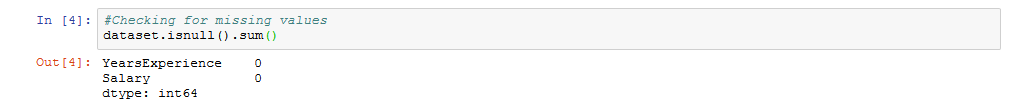 In [4]: #Checking for missing values
dataset.isnull().sum()
Out[4]: YearsExperience    0
Salary             0
dtype: int64